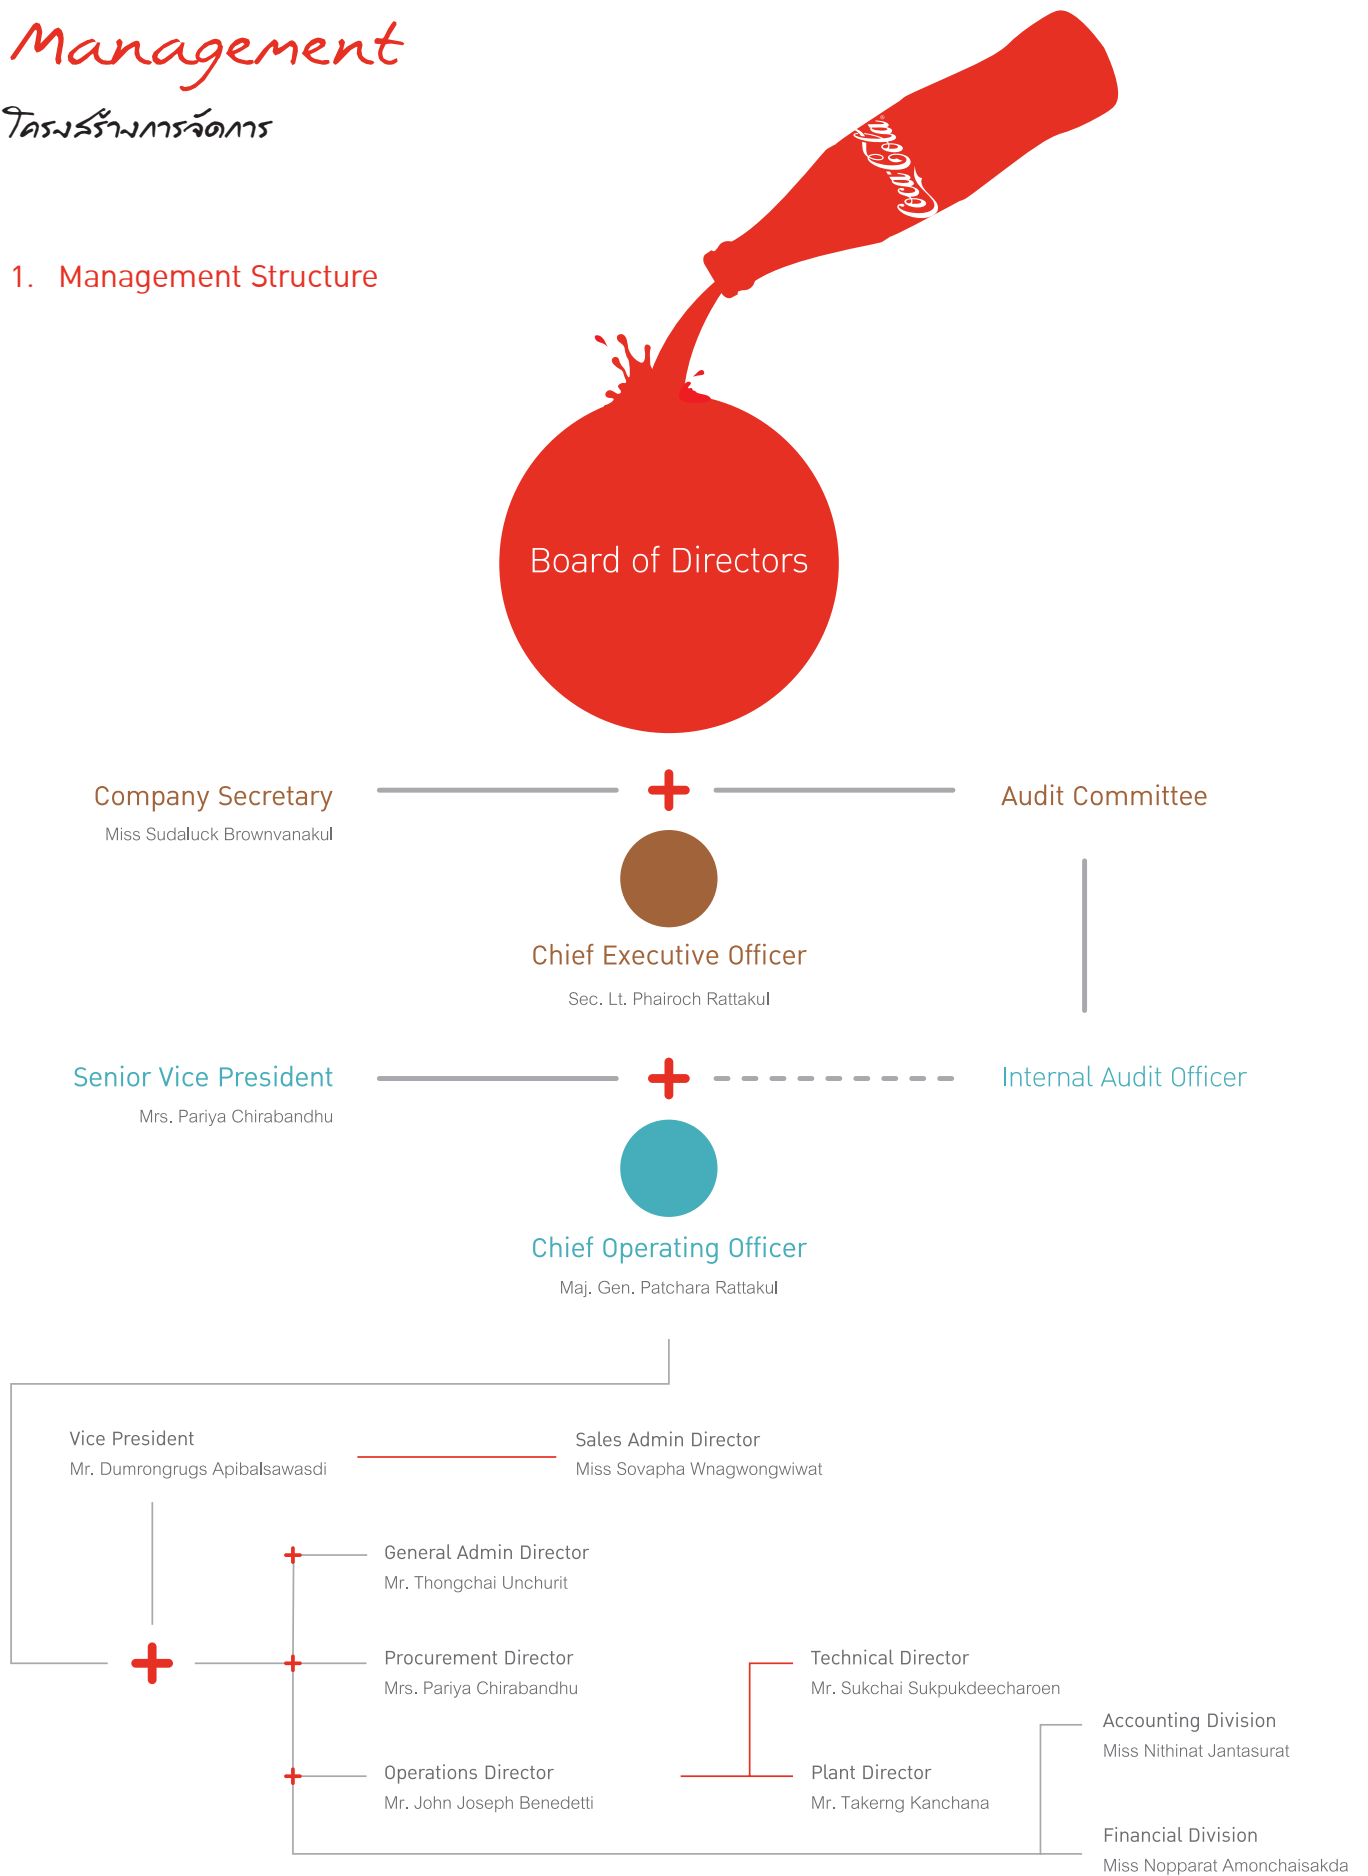 Management
โครงสร้างการจัดการ
Coca-Cola
1. Management Structure
Board of Directors
Company Secretary
Miss Sudaluck Brownvanakul
Audit Committee
Chief Executive Officer
Sec. Lt. Phairoch Rattakul
Senior Vice President
Mrs. Pariya Chirabandhu
Internal Audit Officer
Chief Operating Officer
Maj. Gen. Patchara Rattakul
Vice President
Mr. Dumrongrugs Apibalsawasdi
Sales Admin Director
Miss Sovapha Wnagwongwiwat
General Admin Director
Mr. Thongchai Unchurit
Procurement Director
Mrs. Pariya Chirabandhu
Technical Director
Mr. Sukchai Sukpukdeecharoen
Accounting Division
Miss Nithinat Jantasurat
Operations Director
Mr. John Joseph Benedetti
Plant Director
Mr. Takerng Kanchana
Financial Division
Miss Nopparat Amonchaisakda